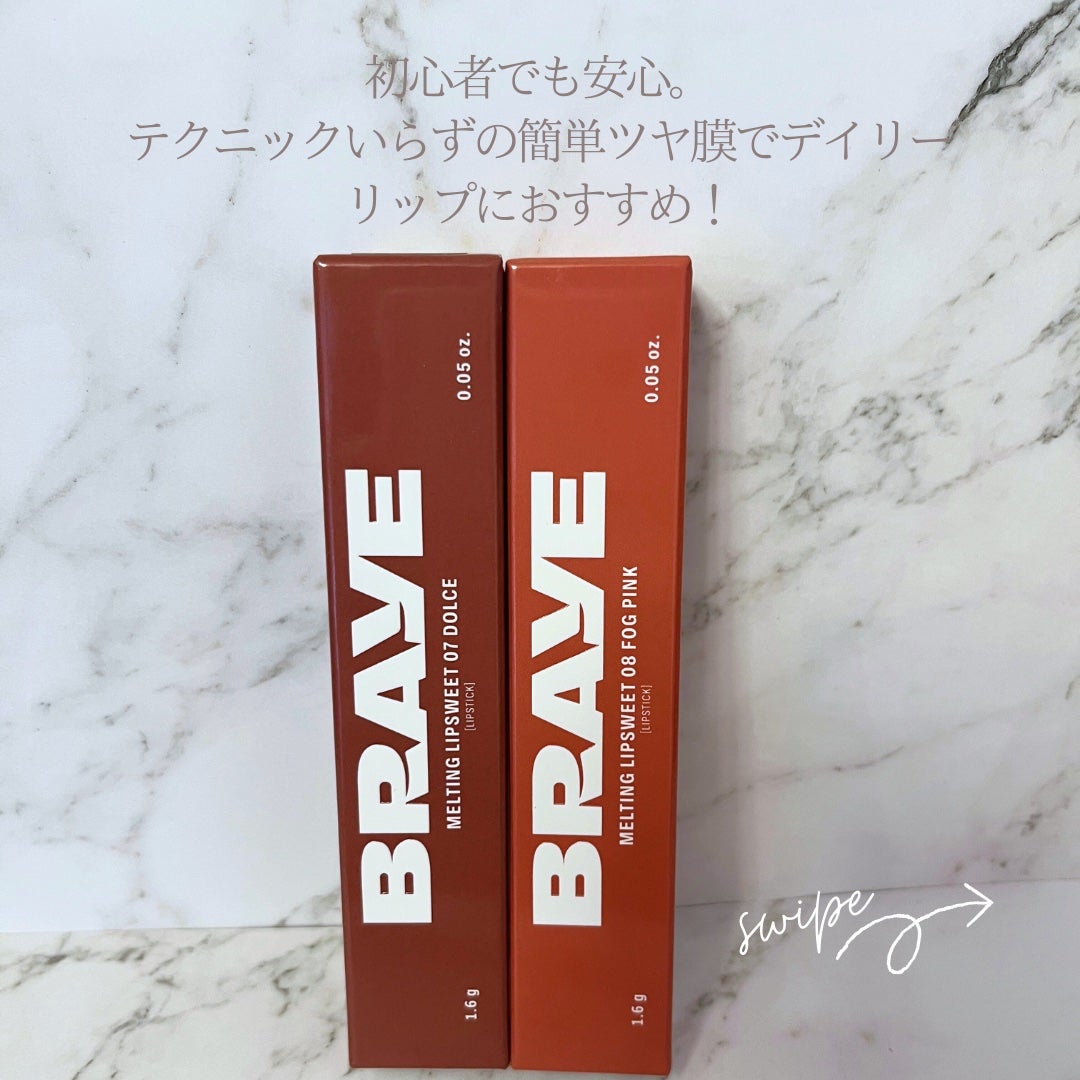 初心者でも安心。
テクニックいらずの簡単ツヤ膜でデイリー
リップにおすすめ！
BRAVE
MELTING LIPSWEET 07 DOLCE
[LIPSTICK]
0.05 oz.
1.6 g
BRAVE
MELTING LIPSWEET 08 FOG PINK
[LIPSTICK]
0.05 oz.
1.6 g
swipe